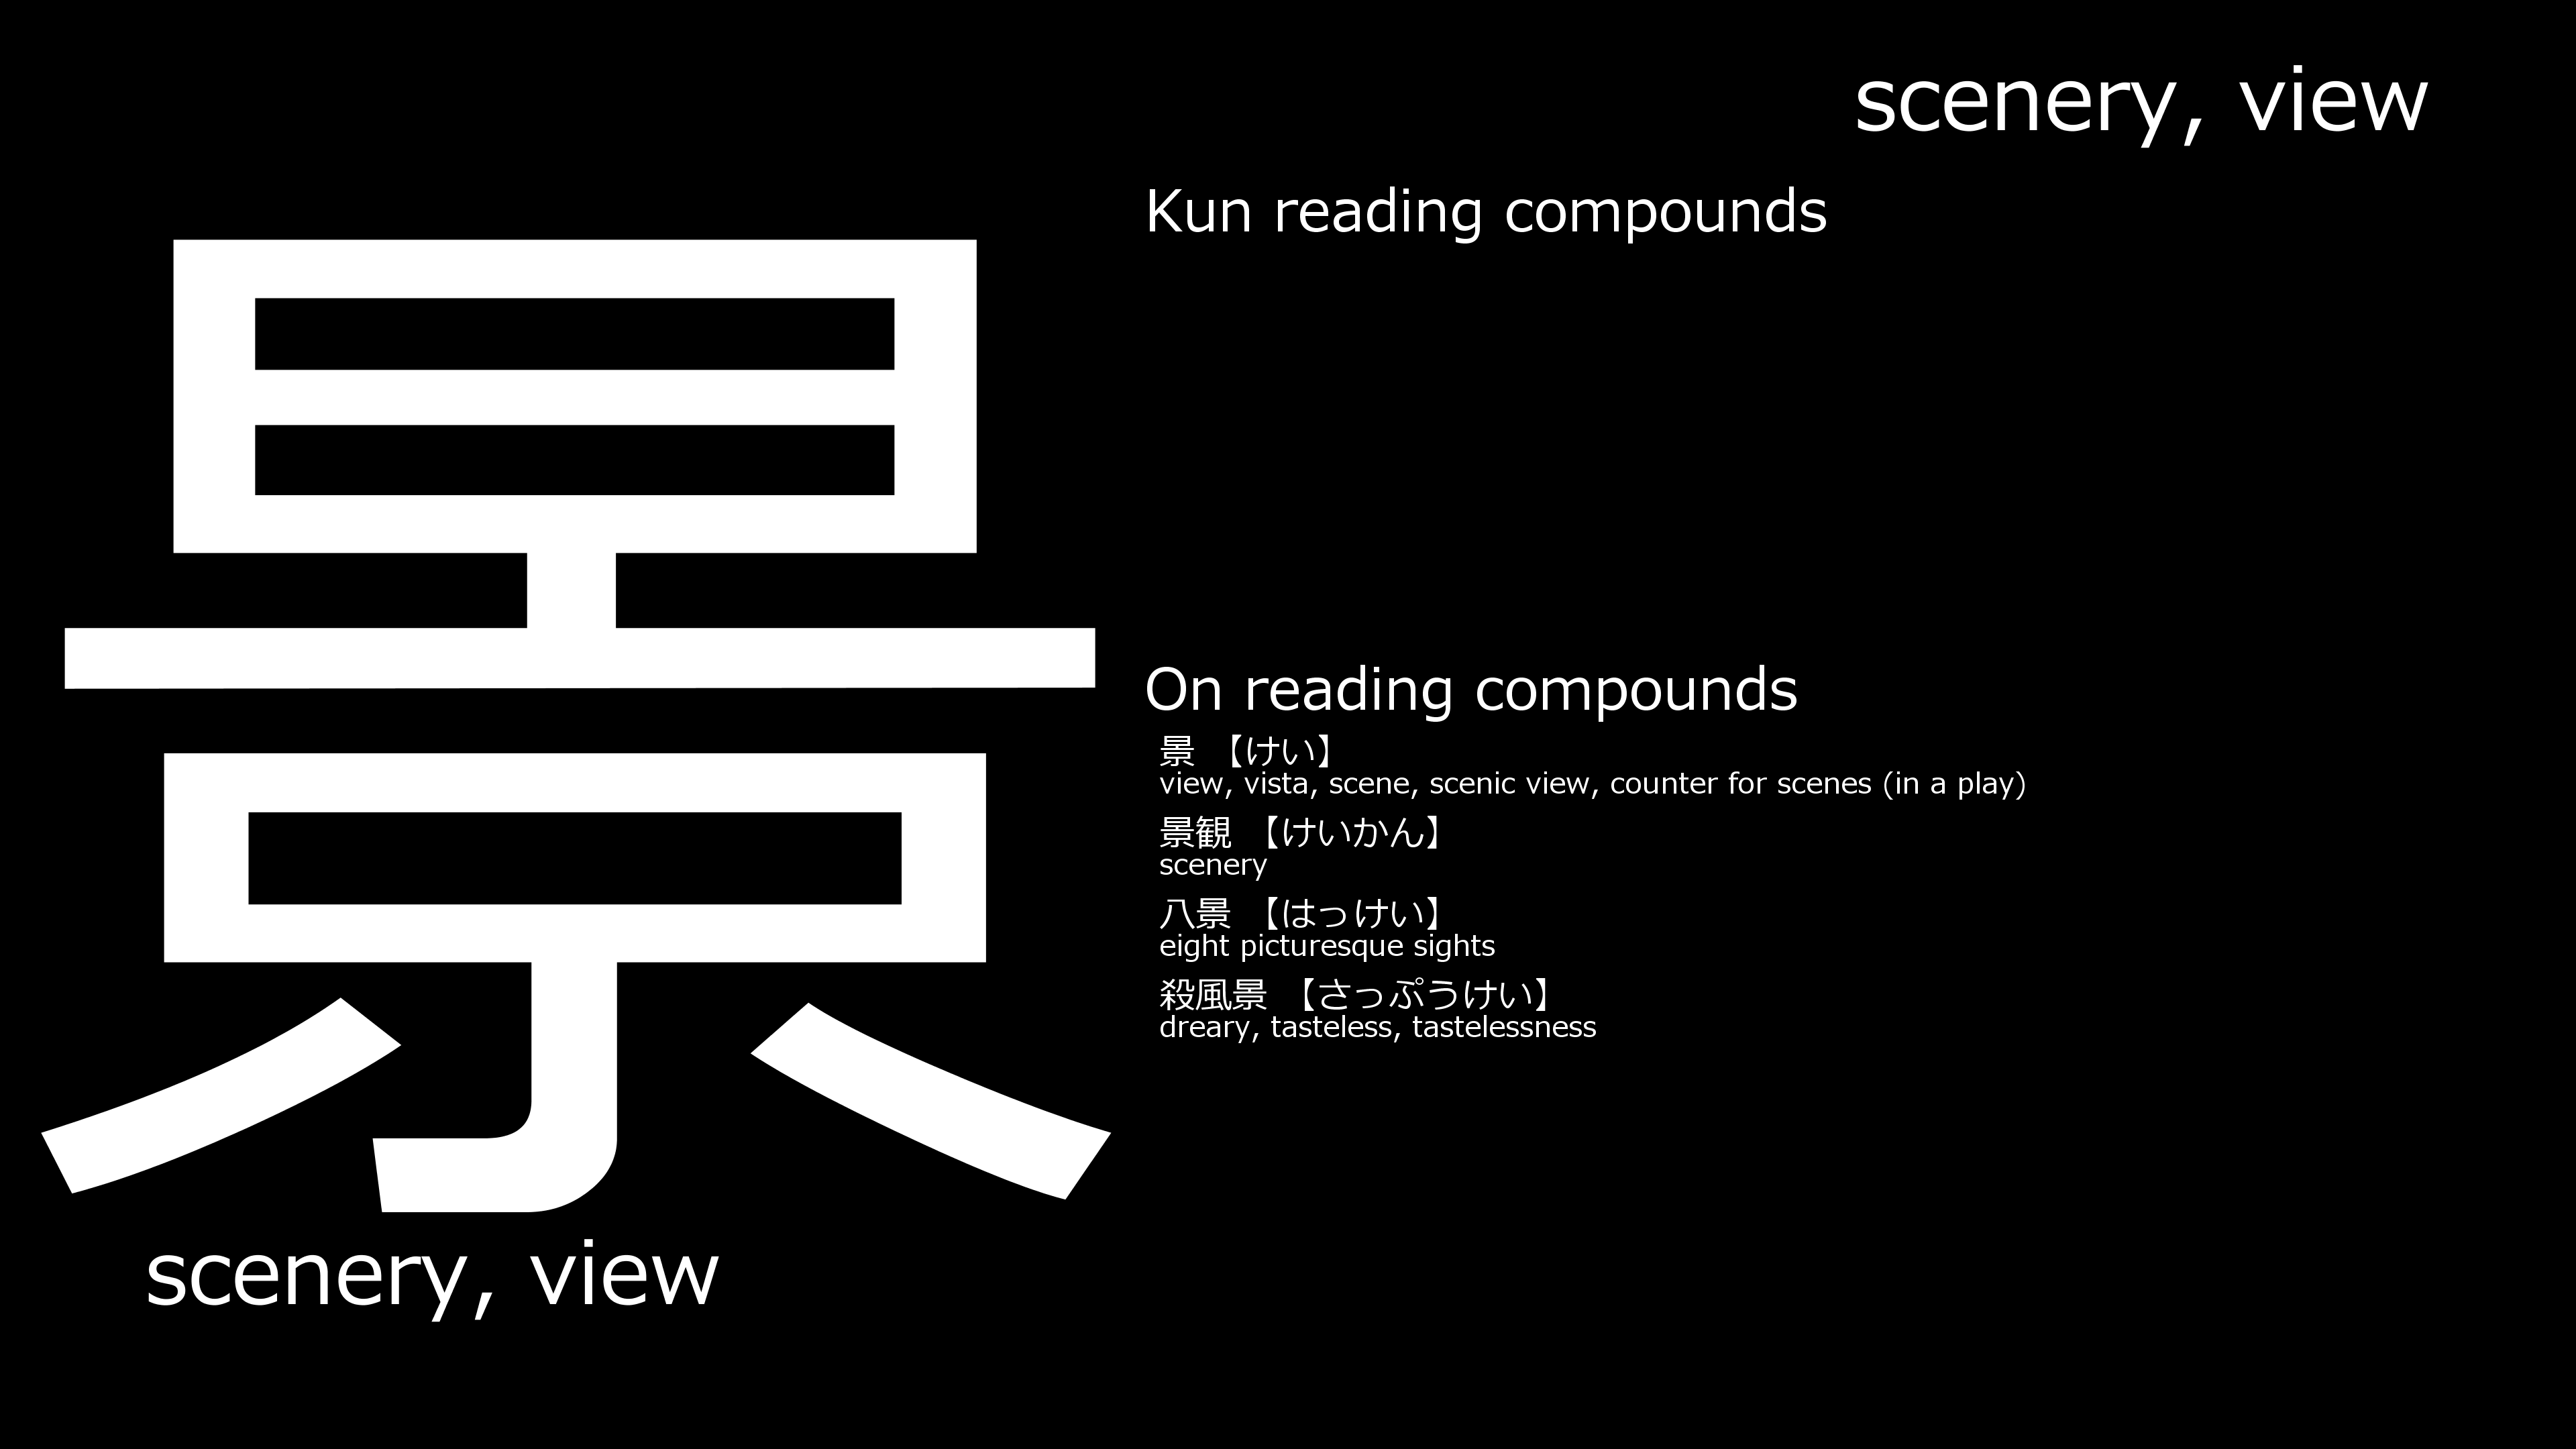 scenery, view
Kun reading compounds
景
On reading compounds
景 【けい】
view, vista, scene, scenic view, counter for scenes (in a play)
景観 【けいかん】
scenery
八景 【はっけい】
eight picturesque sights
殺風景 【さっぷうけい】
dreary, tasteless, tastelessness
scenery, view